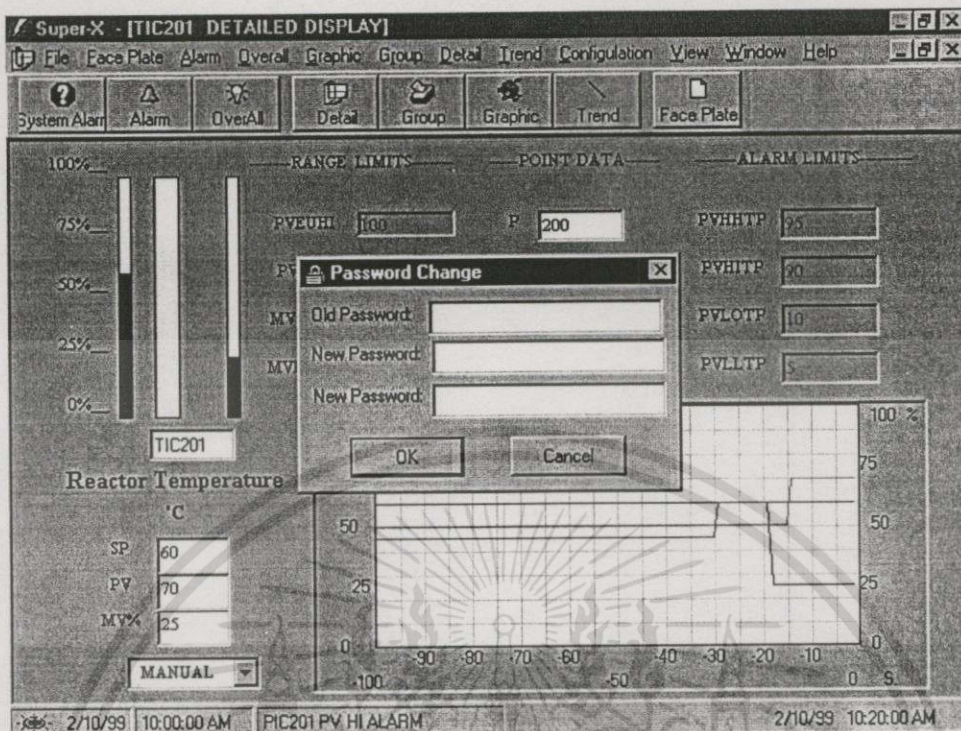 Super-X - [TIC201 DETAILED DISPLAY]
File Face Plate Alarm Overall Graphic Group Detail Trend Configulation View Window Help
System Alarr Alarm OverAll Detail Group Graphic Trend Face Plate
RANGE LIMITS POINT DATA ALARM LIMITS
100%
75%
50%
25%
0%
PVEUHI 100 P 200 PVHHTP 95
PV PVHITP 90
MV PVLOTP 10
MV PVLLTP 5
Password Change
Old Password:
New Password:
New Password:
OK Cancel
TIC201
Reactor Temperature
'C
SP 60
PV 70
MV% 25
MANUAL
100 %
75
50 50
25 25
0 0
-100 -90 -80 -70 -60 -50 -40 -30 -20 -10 0 S.
2/10/99 10:00:00 AM PIC201 PV HI ALARM 2/10/99 10:20:00 AM